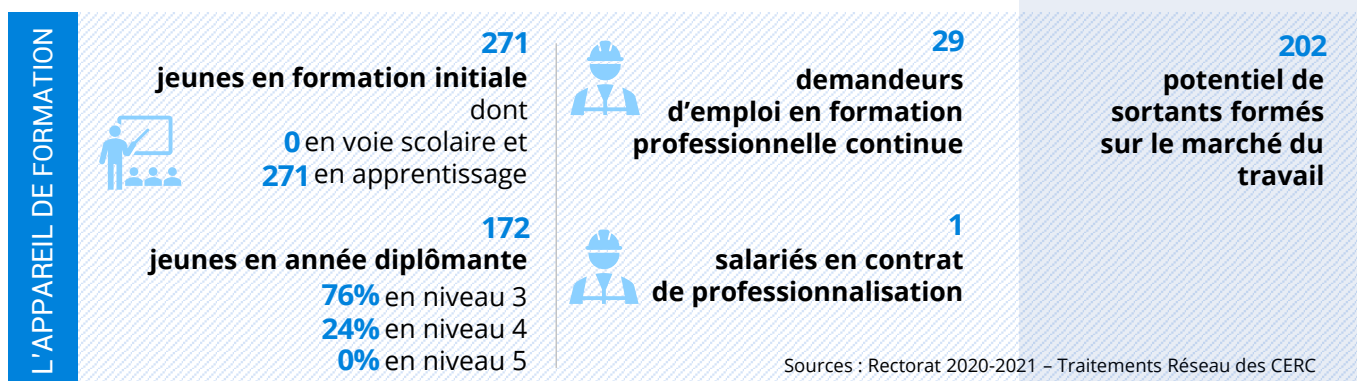 L'APPAREIL DE FORMATION
271
jeunes en formation initiale
dont
0 en voie scolaire et
271 en apprentissage
172
jeunes en année diplômante
76% en niveau 3
24% en niveau 4
0% en niveau 5
29
demandeurs
d’emploi en formation
professionnelle continue
1
salariés en contrat
de professionnalisation
202
potentiel de
sortants formés
sur le marché du
travail
Sources : Rectorat 2020-2021 – Traitements Réseau des CERC